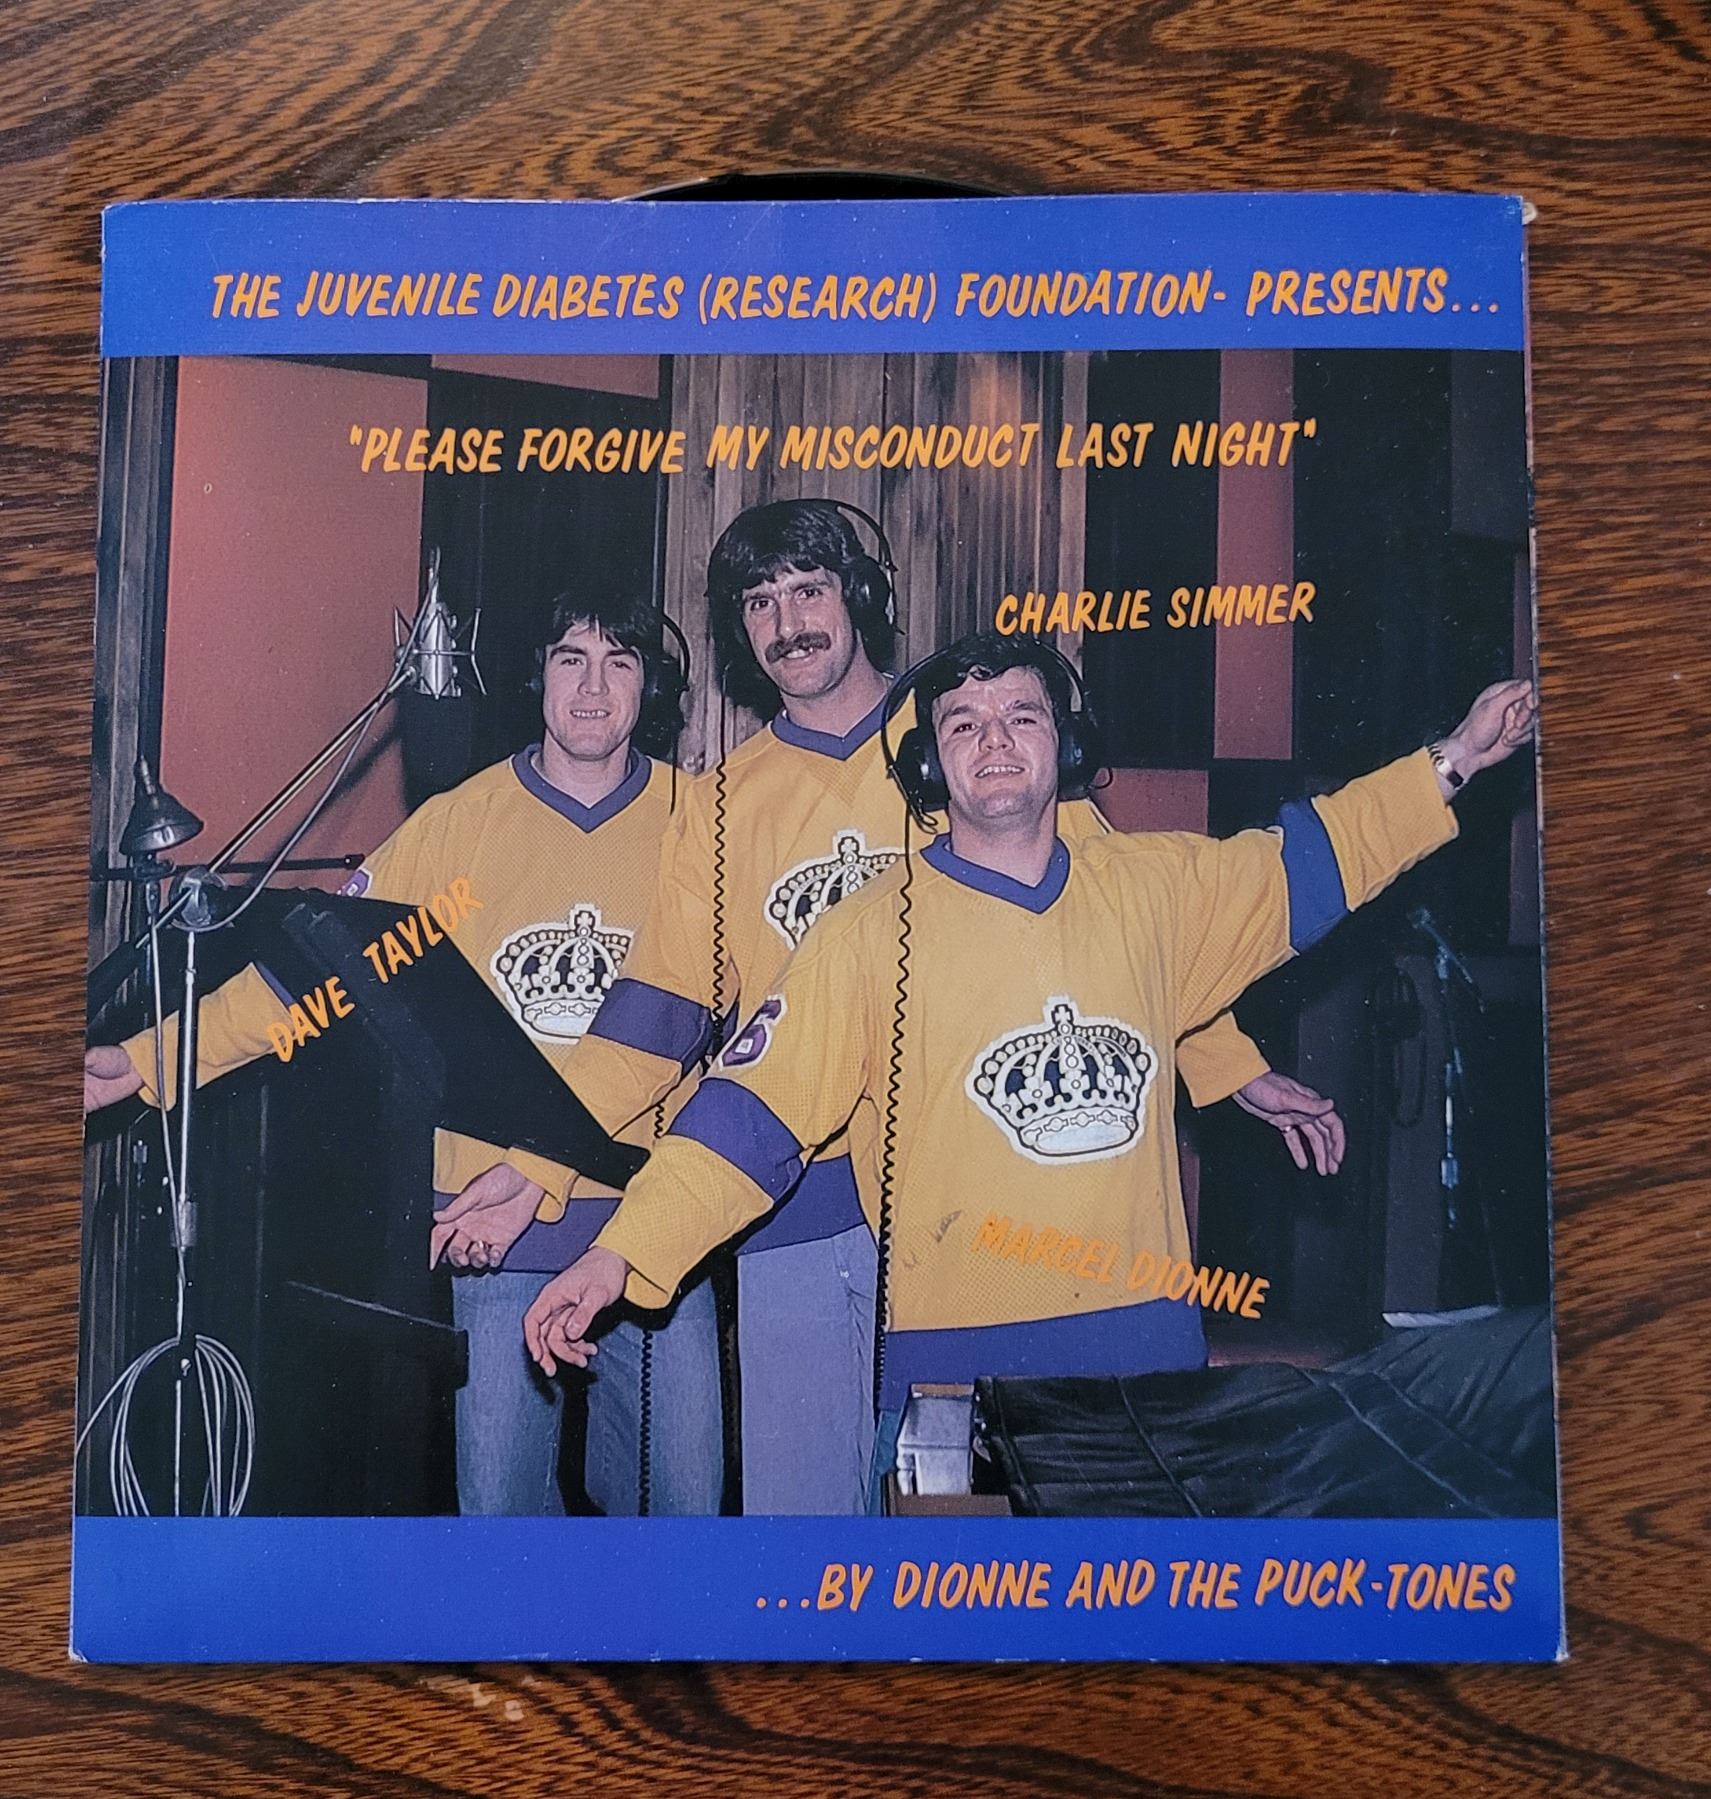 THE JUVENILE DIABETES (RESEARCH) FOUNDATION- PRESENTS...
"PLEASE FORGIVE MY MISCONDUCT LAST NIGHT"
CHARLIE SIMMER
DAVE TAYLOR
6
MARCEL DIONNE
...BY DIONNE AND THE PUCK-TONES